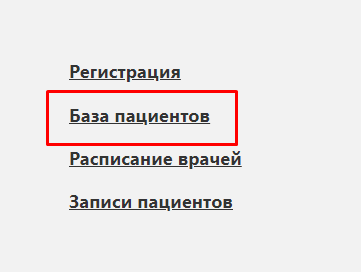 Регистрация
База пациентов
Расписание врачей
Записи пациентов